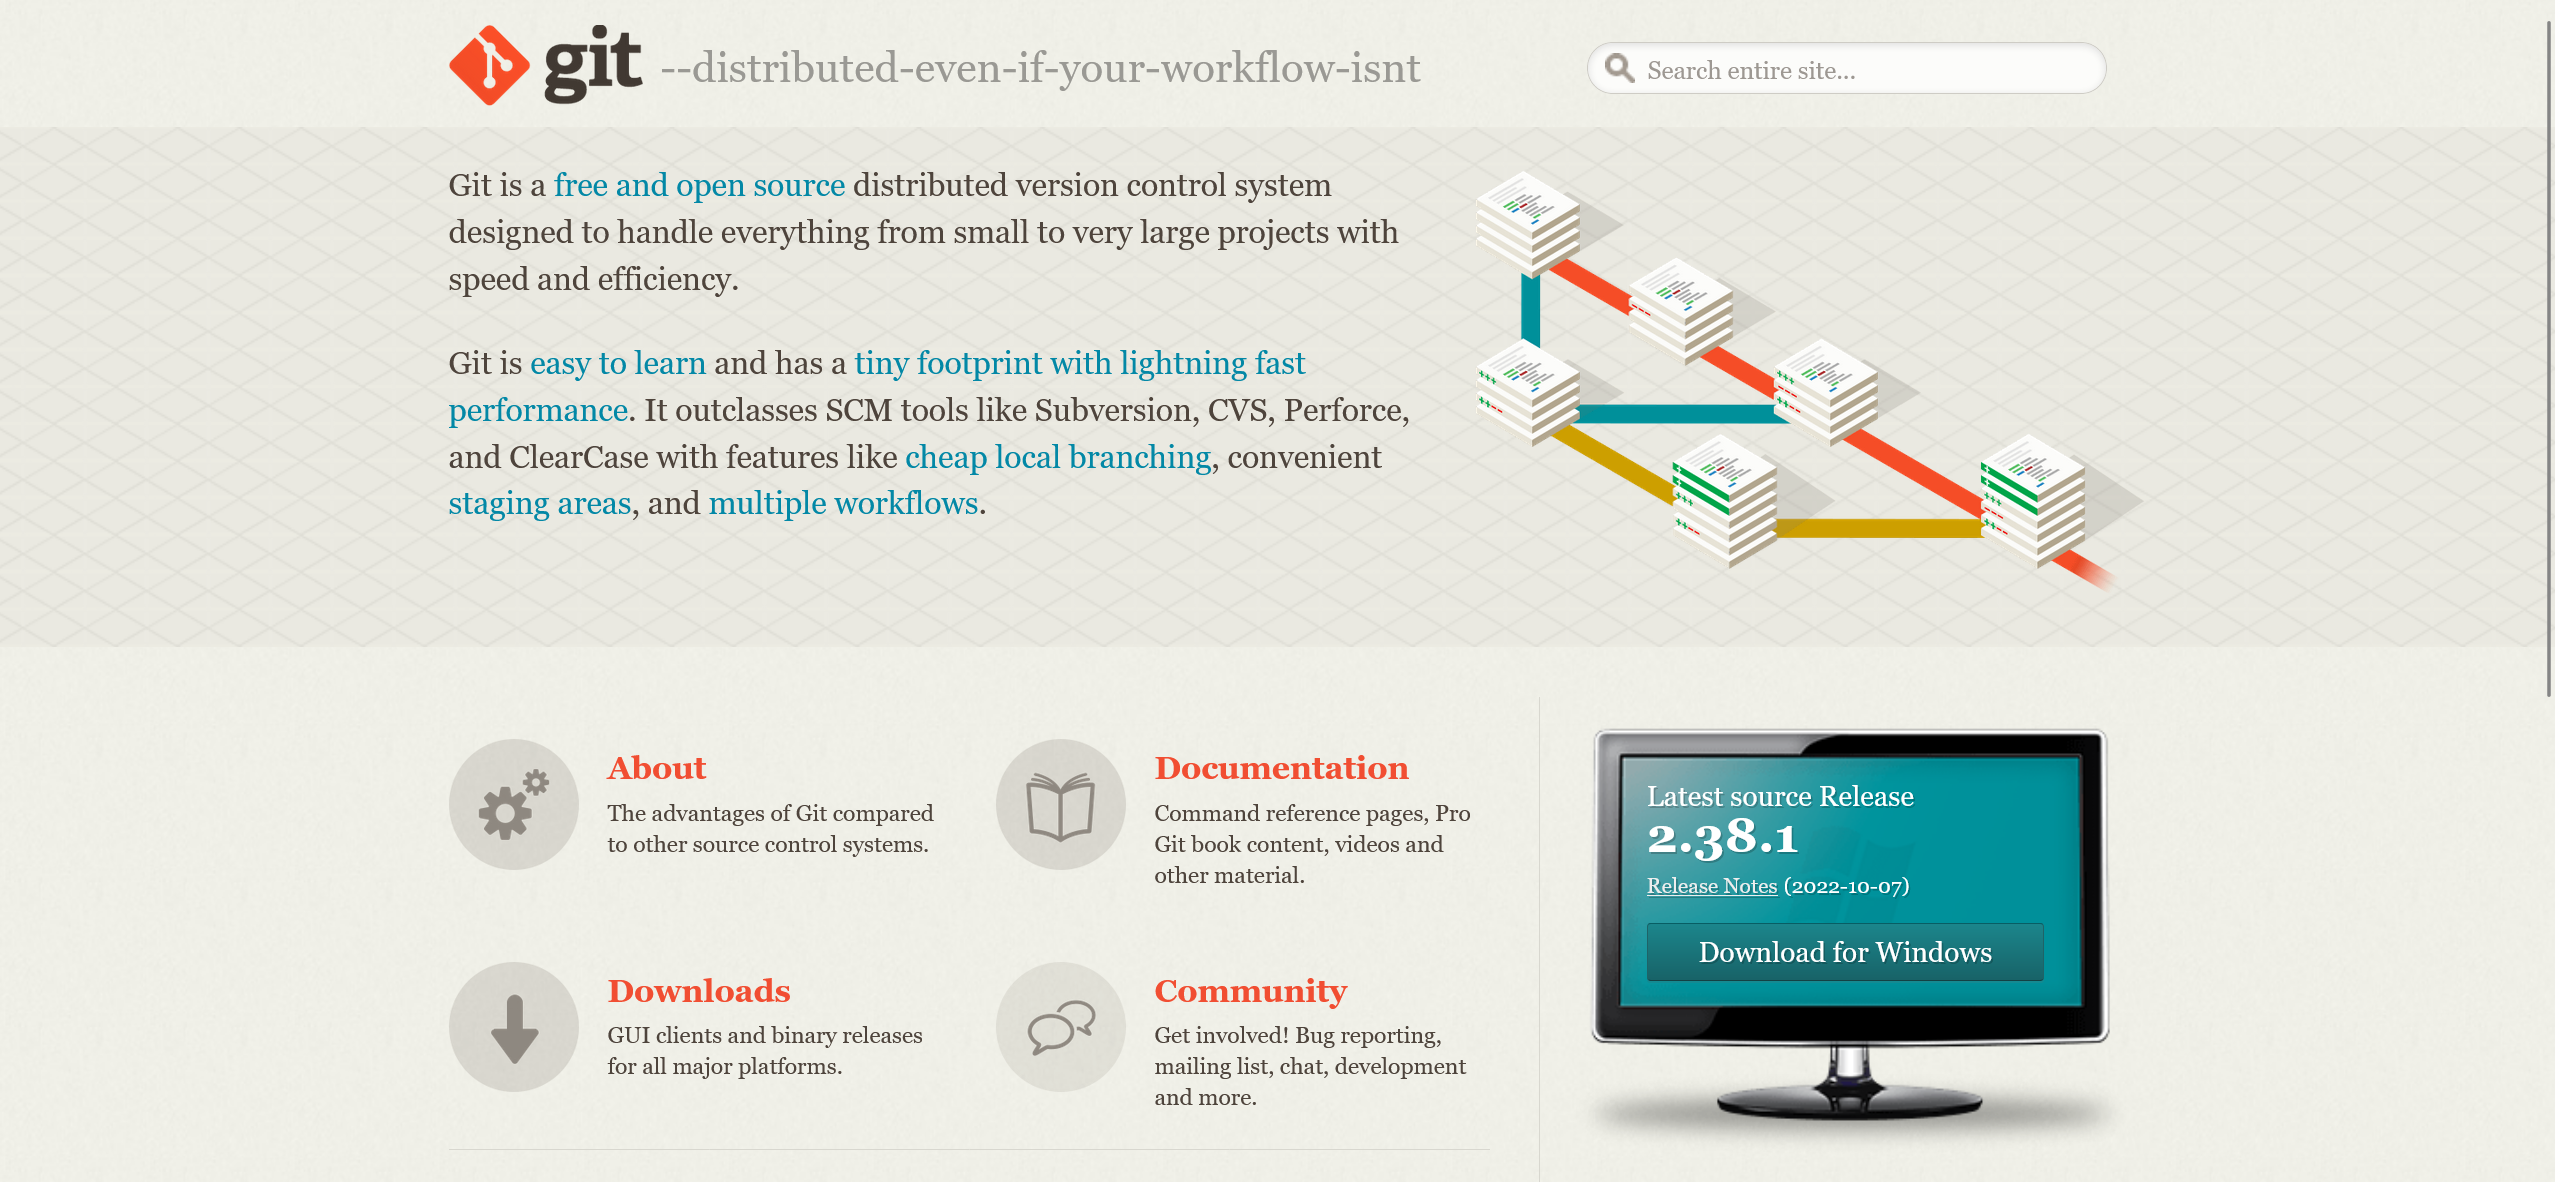 git --distributed-even-if-your-workflow-isnt
Search entire site...
Git is a free and open source distributed version control system
designed to handle everything from small to very large projects with
speed and efficiency.
Git is easy to learn and has a tiny footprint with lightning fast
performance. It outclasses SCM tools like Subversion, CVS, Perforce,
and ClearCase with features like cheap local branching, convenient
staging areas, and multiple workflows.
About
The advantages of Git compared
to other source control systems.
Documentation
Command reference pages, Pro
Git book content, videos and
other material.
Downloads
GUI clients and binary releases
for all major platforms.
Community
Get involved! Bug reporting,
mailing list, chat, development
and more.
Latest source Release
2.38.1
Release Notes (2022-10-07)
Download for Windows